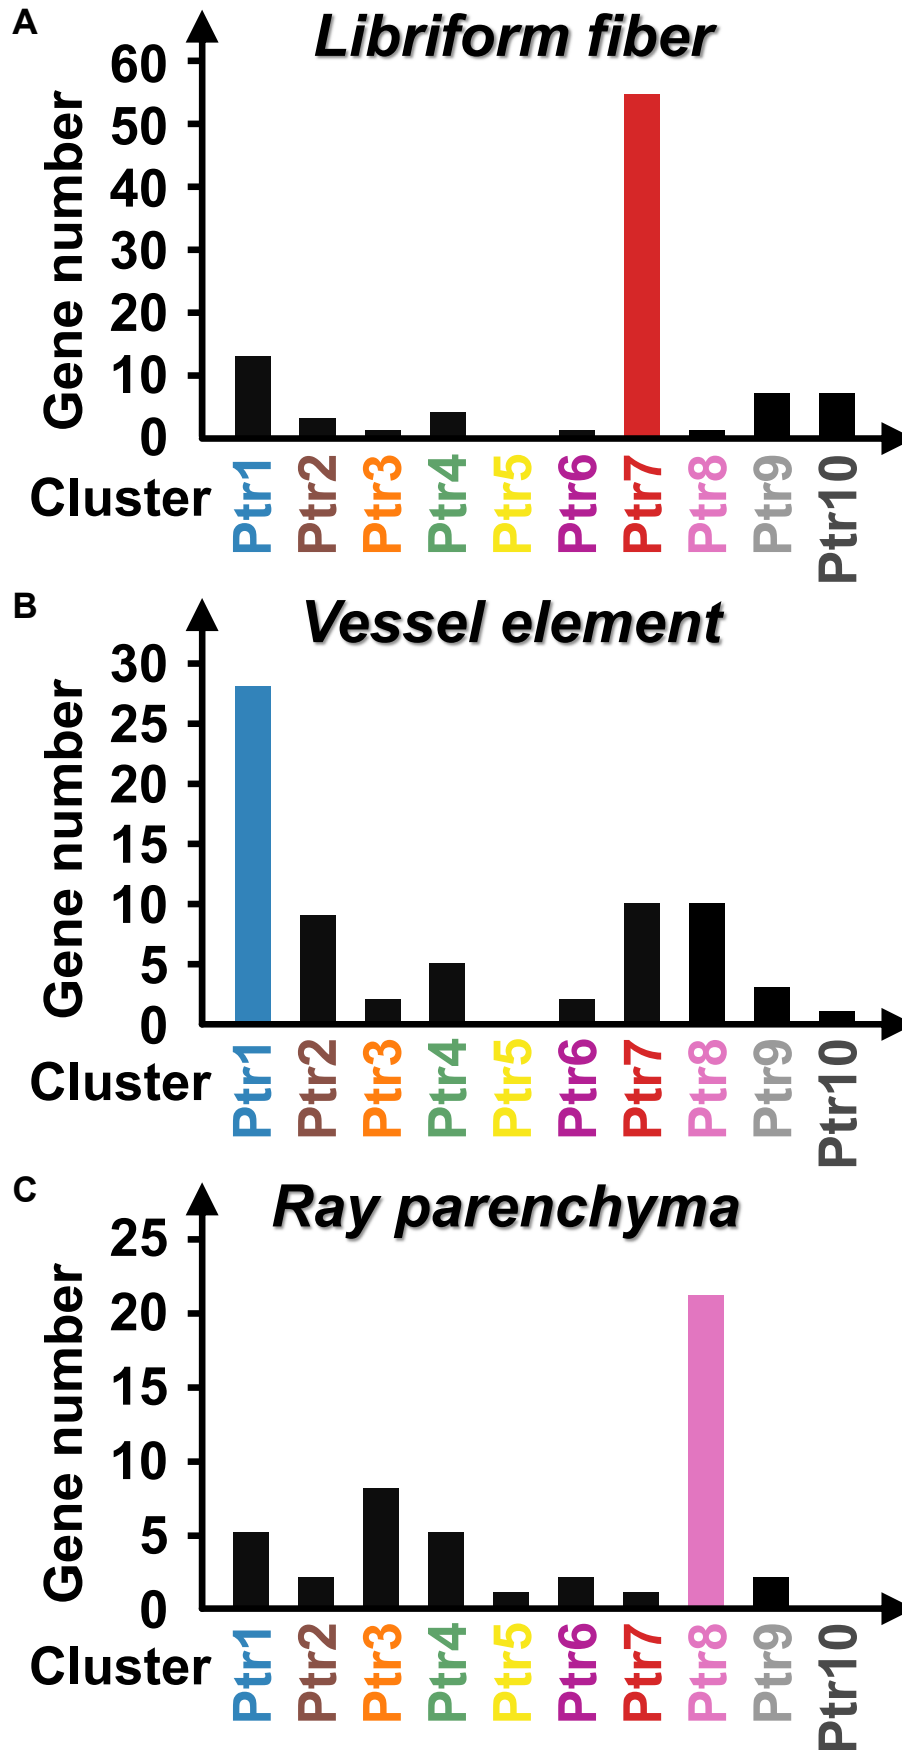 A
Libriform fiber
Gene number
60
50
40
30
20
10
0
Cluster
Ptr1
Ptr2
Ptr3
Ptr4
Ptr5
Ptr6
Ptr7
Ptr8
Ptr9
Ptr10
B
Vessel element
Gene number
30
25
20
15
10
5
0
Cluster
Ptr1
Ptr2
Ptr3
Ptr4
Ptr5
Ptr6
Ptr7
Ptr8
Ptr9
Ptr10
C
Ray parenchyma
Gene number
25
20
15
10
5
0
Cluster
Ptr1
Ptr2
Ptr3
Ptr4
Ptr5
Ptr6
Ptr7
Ptr8
Ptr9
Ptr10